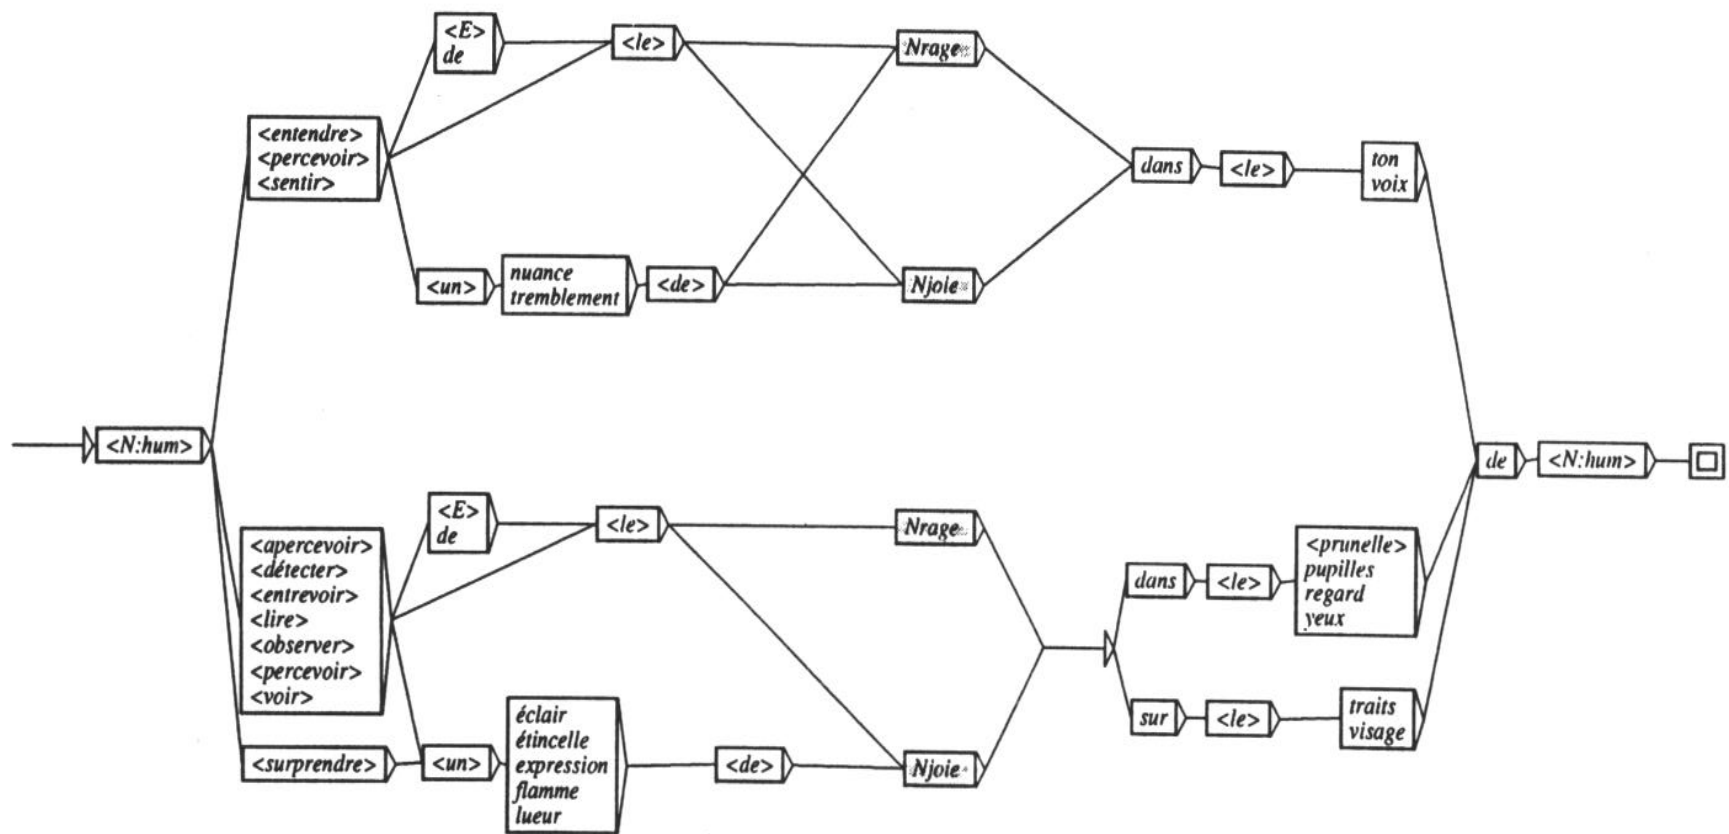 <E>
de
<le>
Nrage
<entendre>
<percevoir>
<sentir>
dans
<le>
ton
voix
<un>
nuance
tremblement
<de>
Njoie
<N:hum>
de
<N:hum>
<E>
de
<le>
Nrage
<apercevoir>
<détecter>
<entrevoir>
<lire>
<observer>
<percevoir>
<voir>
dans
<le>
<prunelle>
pupilles
regard
yeux
sur
<le>
traits
visage
<surprendre>
<un>
éclair
étincelle
expression
flamme
lueur
<de>
Njoie